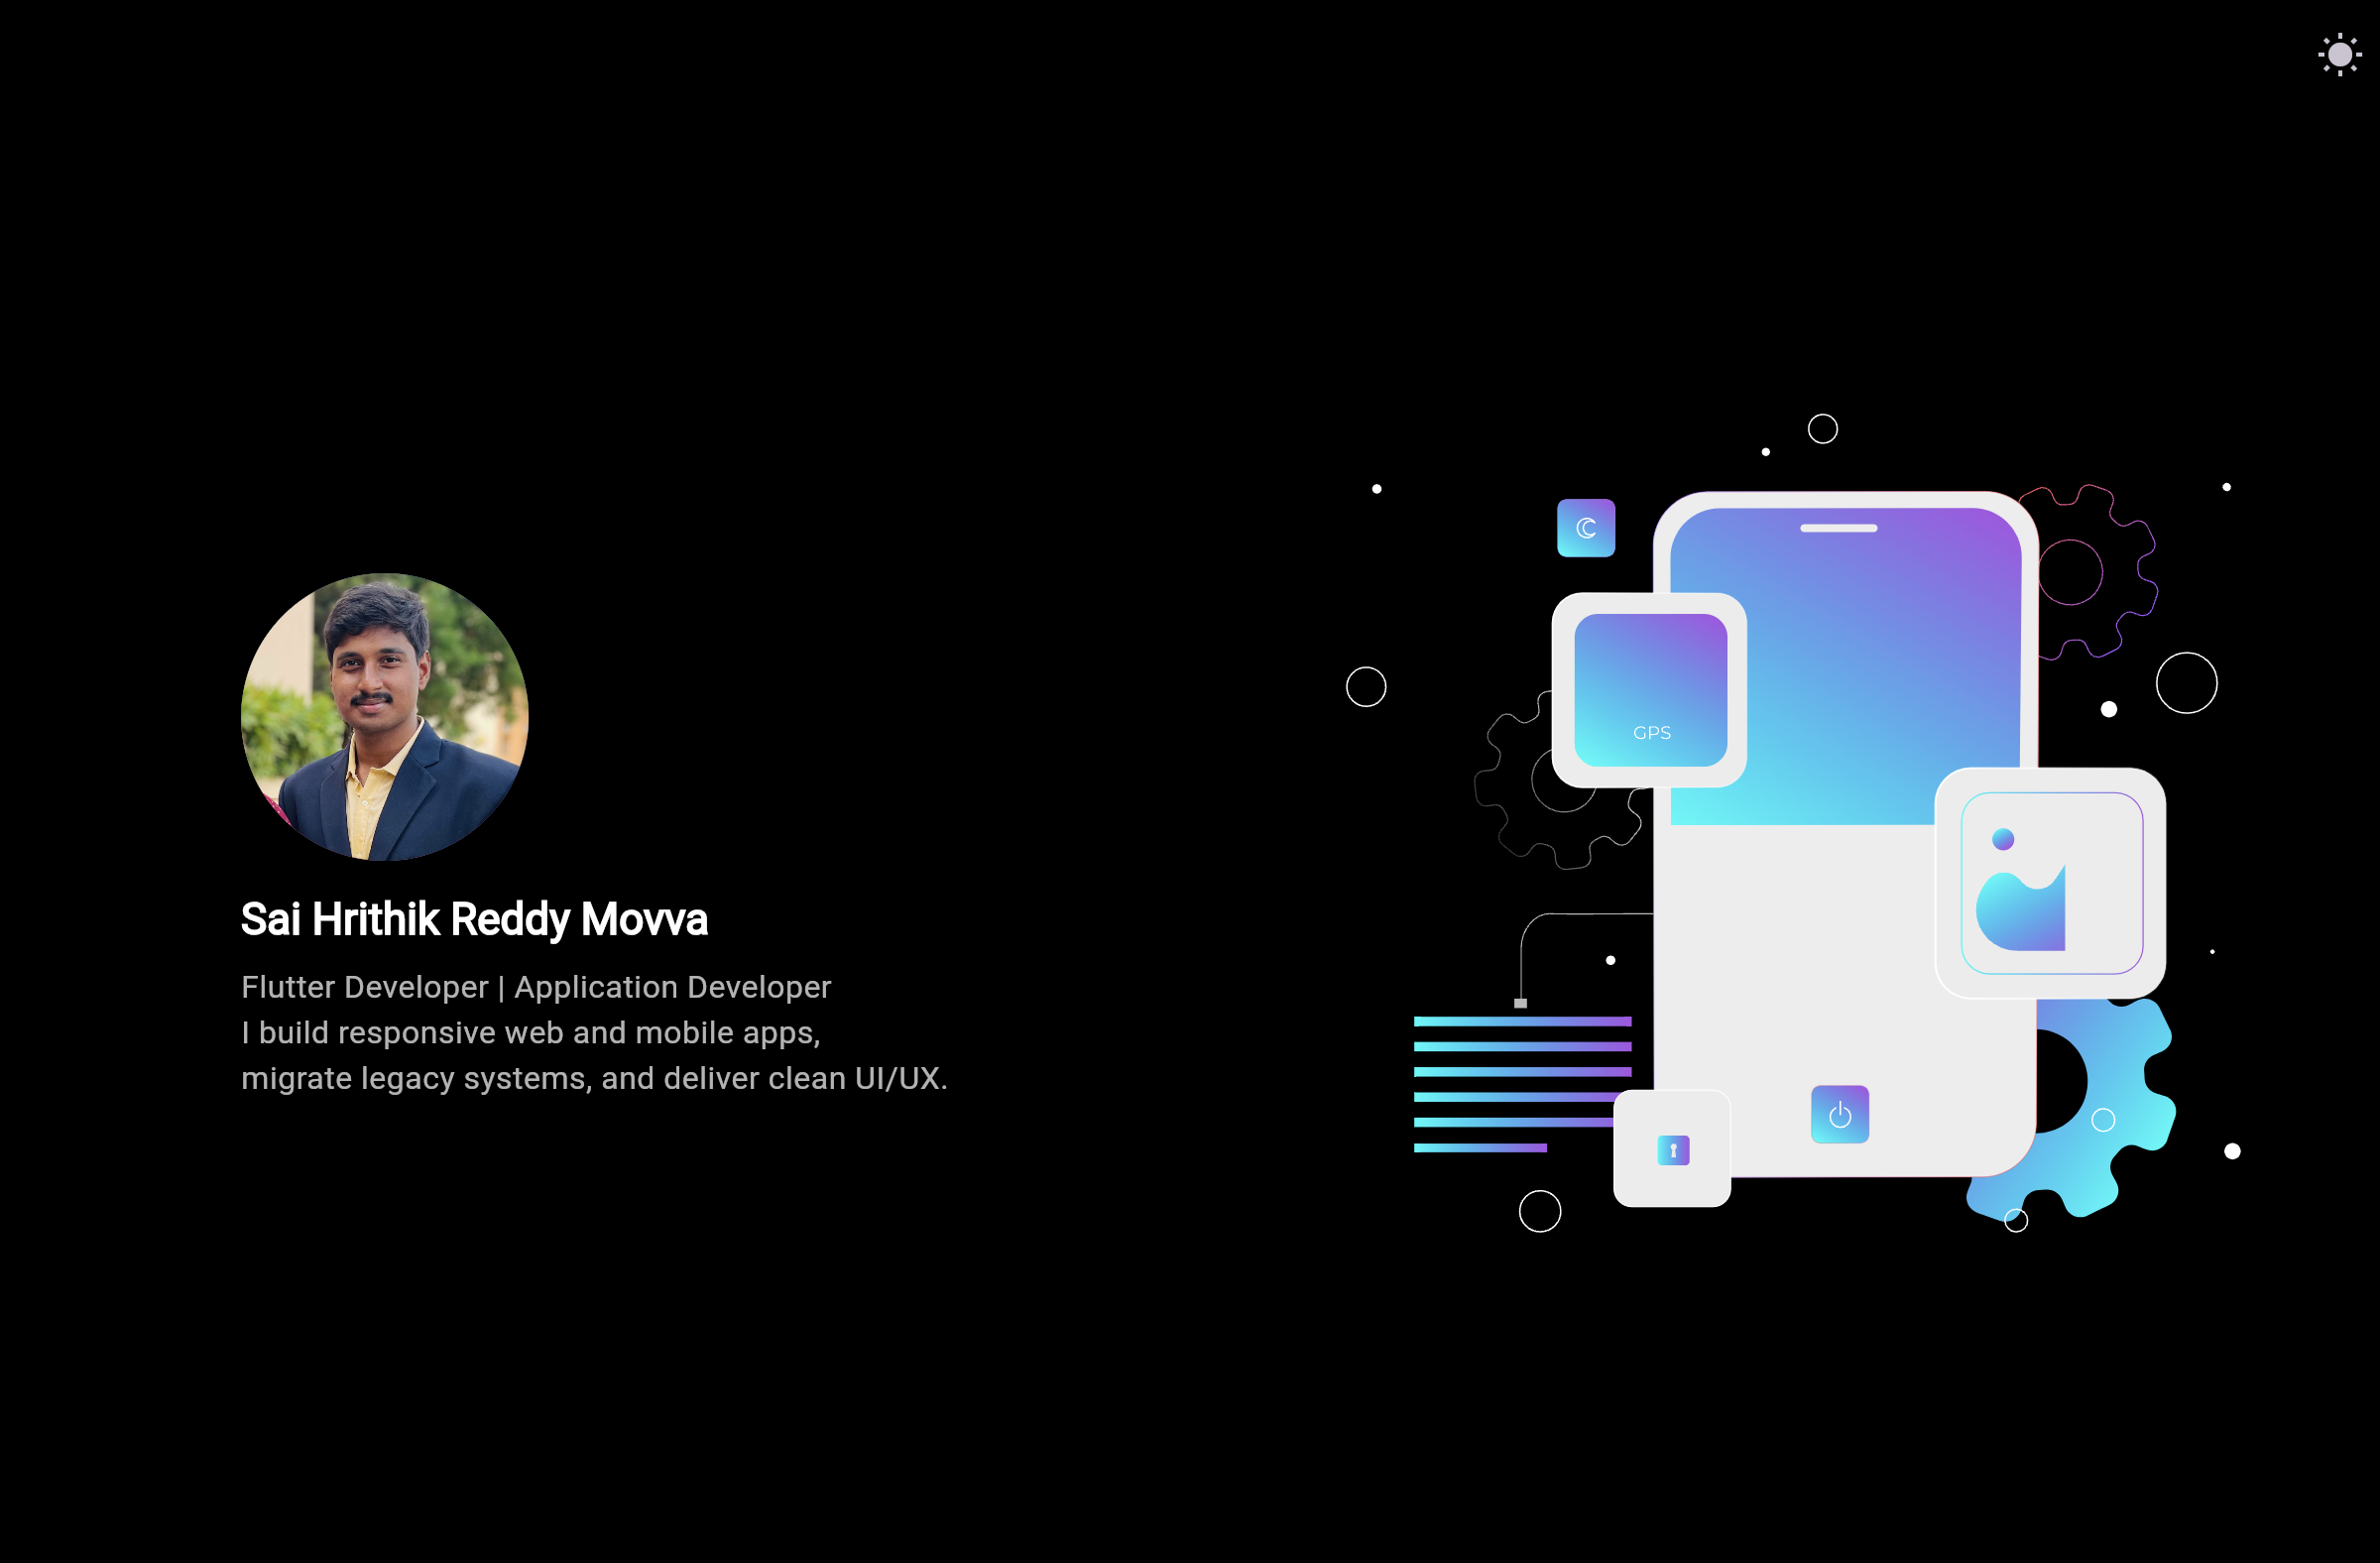 Sai Hrithik Reddy Movva
Flutter Developer | Application Developer
I build responsive web and mobile apps,
migrate legacy systems, and deliver clean UI/UX.
GPS